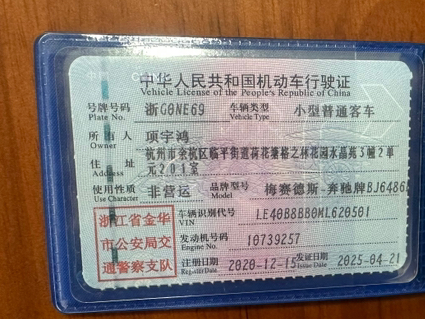 中华人民共和国机动车行驶证
Vehicle License of the People's Republic of China
号牌号码 浙G0NE69 车辆类型 小型普通客车
Plate No. Vehicle Type
所有人 项宇鸿
Owner
住址 杭州市余杭区临平街道荷花塘榕之林花园水晶苑3幢2单
Address 元201室
使用性质 非营运 品牌型号 梅赛德斯-奔驰牌BJ6486
Use Character Model
浙江省金华
市公安局交
通警察支队
车辆识别代号 LE40B8BB0ML620501
VIN
发动机号码 10739257
Engine No.
注册日期 2020-12-15 发证日期 2025-04-21
Register Date Issue Date